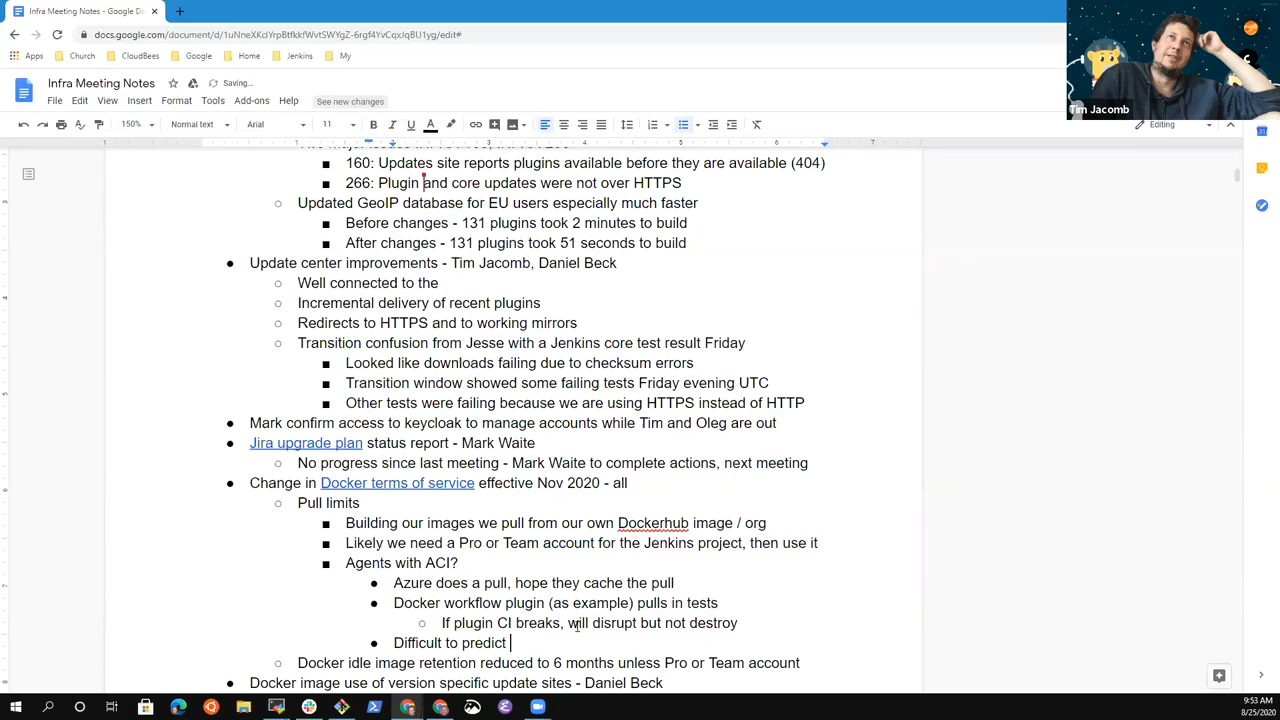 Infra Meeting Notes - Google Do
docs.google.com/document/d/1uNneXKcIYrpBtfkkfWvtSWYgZ-6rgf4YvCqxJqBU1yg/edit#
Apps Church CloudBees Google Home Jenkins My
Infra Meeting Notes Saving...
File Edit View Insert Format Tools Add-ons Help See new changes
150% Normal text Arial 11 B I U A Editing
1 1 2 3 4 5 6 7
160: Updates site reports plugins available before they are available (404)
266: Plugin and core updates were not over HTTPS
Updated GeoIP database for EU users especially much faster
Before changes - 131 plugins took 2 minutes to build
After changes - 131 plugins took 51 seconds to build
Update center improvements - Tim Jacomb, Daniel Beck
Well connected to the
Incremental delivery of recent plugins
Redirects to HTTPS and to working mirrors
Transition confusion from Jesse with a Jenkins core test result Friday
Looked like downloads failing due to checksum errors
Transition window showed some failing tests Friday evening UTC
Other tests were failing because we are using HTTPS instead of HTTP
Mark confirm access to keycloak to manage accounts while Tim and Oleg are out
Jira upgrade plan status report - Mark Waite
No progress since last meeting - Mark Waite to complete actions, next meeting
Change in Docker terms of service effective Nov 2020 - all
Pull limits
Building our images we pull from our own Dockerhub image / org
Likely we need a Pro or Team account for the Jenkins project, then use it
Agents with ACI?
Azure does a pull, hope they cache the pull
Docker workflow plugin (as example) pulls in tests
If plugin CI breaks, will disrupt but not destroy
Difficult to predict
Docker idle image retention reduced to 6 months unless Pro or Team account
Docker image use of version specific update sites - Daniel Beck
Tim Jacomb
9:53 AM
8/25/2020